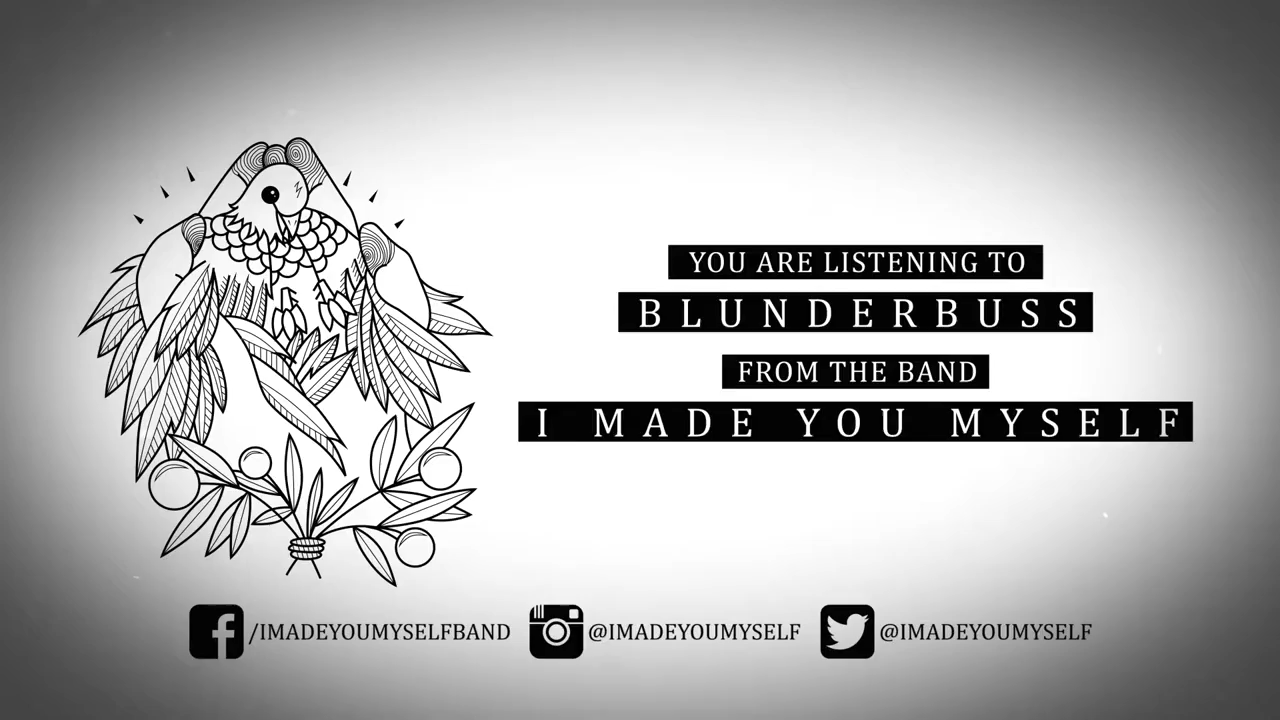 YOU ARE LISTENING TO
BLUNDERBUSS
FROM THE BAND
I MADE YOU MYSELF
/IMADEYOUMYSELFBAND @IMADEYOUMYSELF @IMADEYOUMYSELF